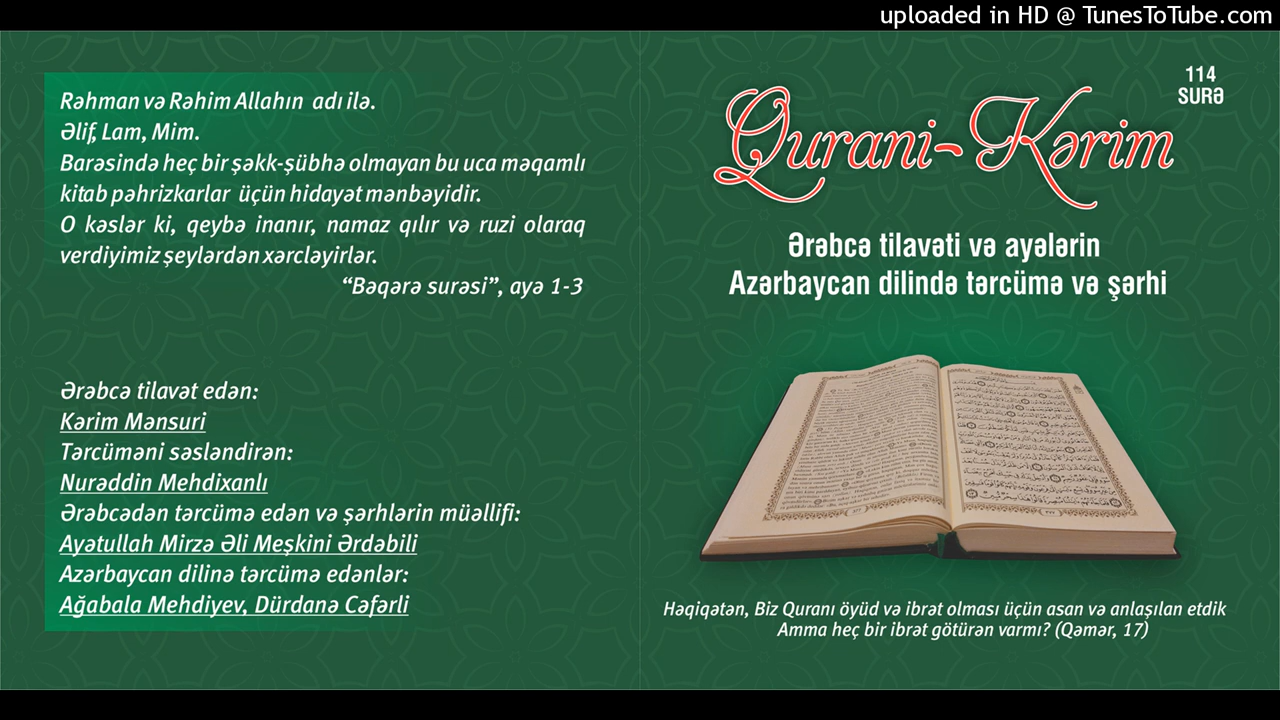 uploaded in HD @ TunesToTube.com
Rəhman və Rəhim Allahın adı ilə.
Əlif, Lam, Mim.
Barəsində heç bir şəkk-şübhə olmayan bu uca məqamlı
kitab pəhrizkarlar üçün hidayət mənbəyidir.
O kəslər ki, qeybə inanır, namaz qılır və ruzi olaraq
verdiyimiz şeylərdən xərcləyirlər.
“Bəqərə surəsi”, ayə 1-3
Ərəbcə tilavət edən:
Kərim Mənsuri
Tərcüməni səsləndirən:
Nurəddin Mehdixanlı
Ərəbcədən tərcümə edən və şərhlərin müəllifi:
Ayətullah Mirzə Əli Meşkini Ərdəbili
Azərbaycan dilinə tərcümə edənlər:
Ağabala Mehdiyev, Dürdanə Cəfərli
114
SURƏ
Qurani-Kərim
Ərəbcə tilavəti və ayələrin
Azərbaycan dilində tərcümə və şərhi
Həqiqətən, Biz Quranı öyüd və ibrət olması üçün asan və anlaşılan etdik
Amma heç bir ibrət götürən varmı? (Qəmər, 17)